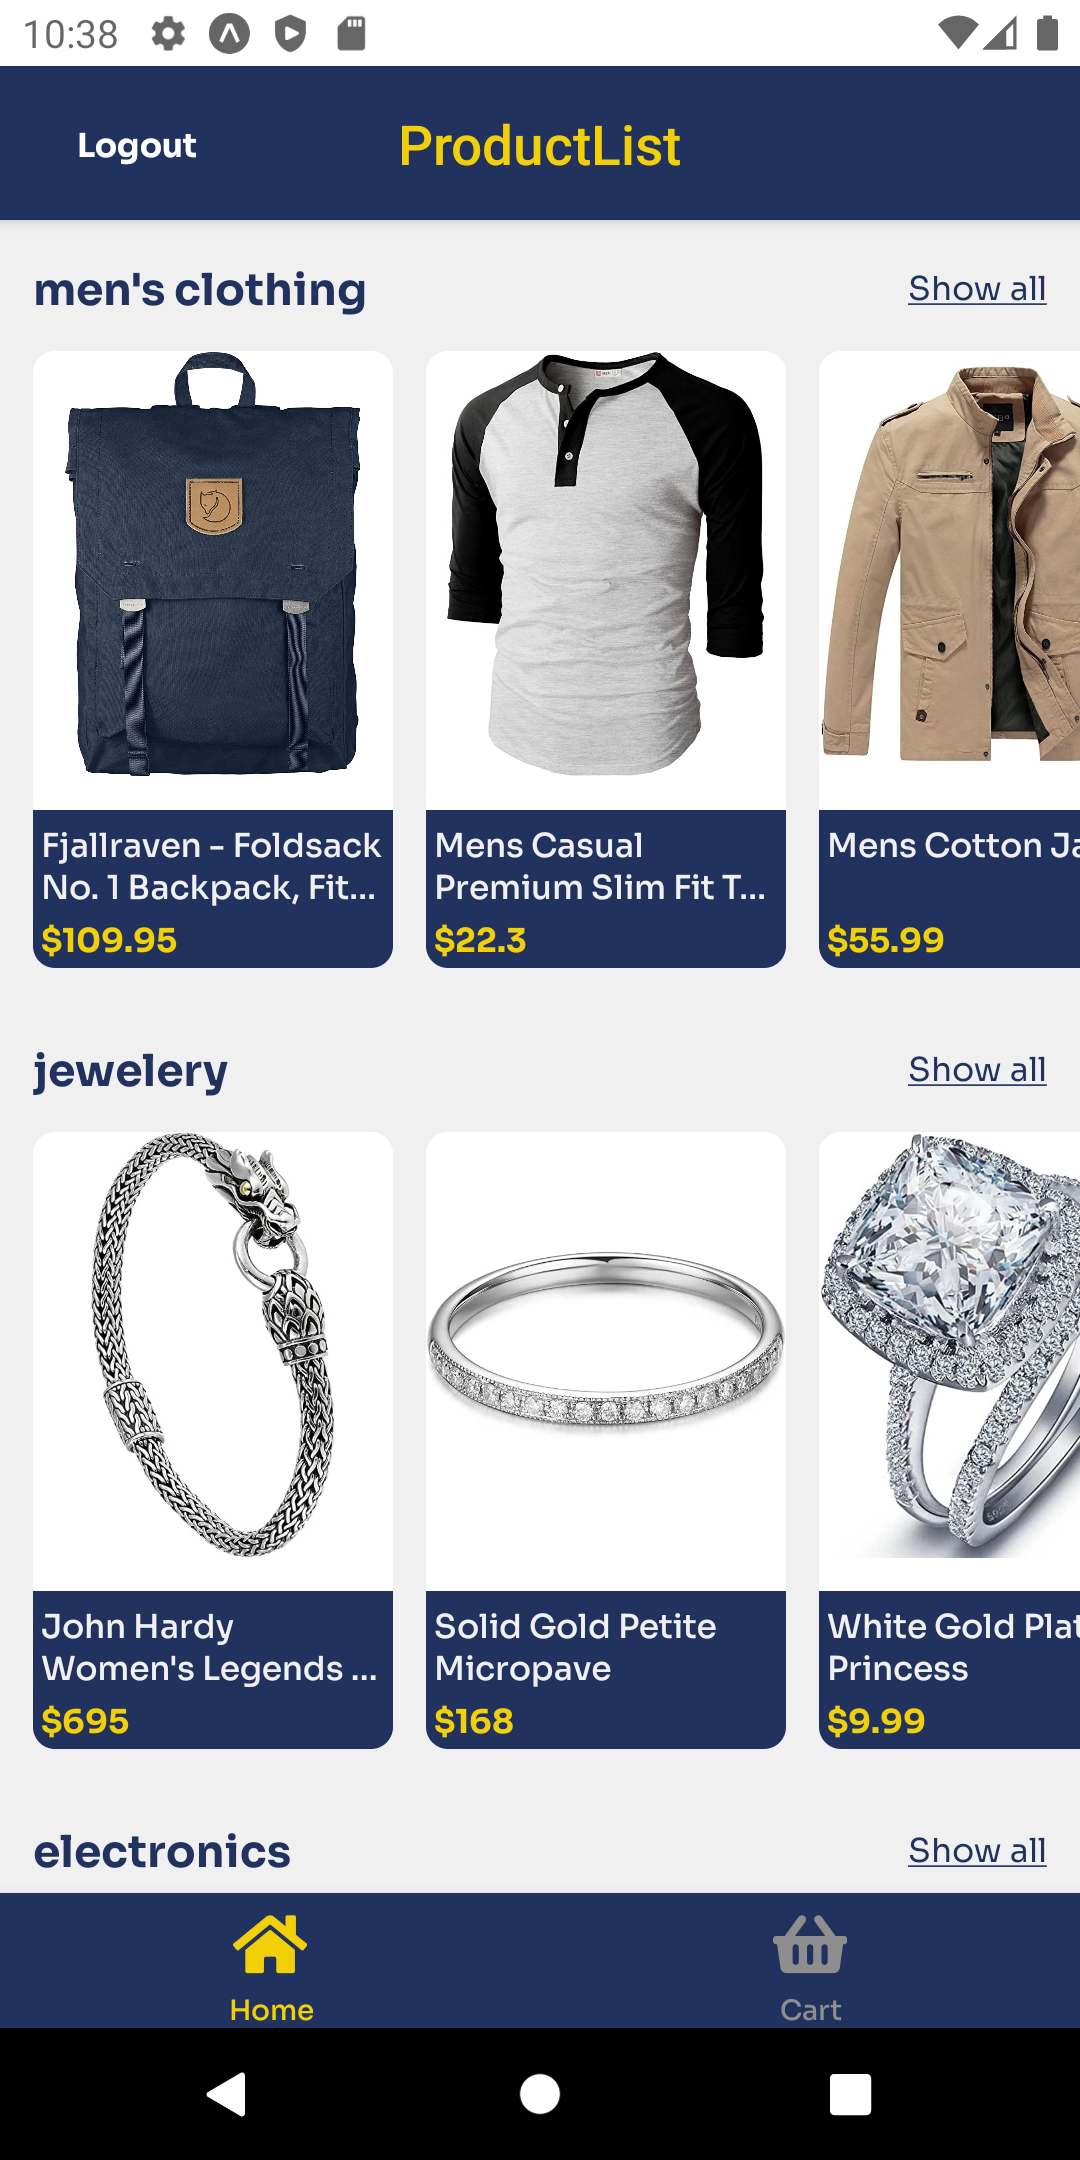 10:38
Logout
ProductList
men's clothing
Show all
Fjallraven - Foldsack
No. 1 Backpack, Fit...
$109.95
Mens Casual
Premium Slim Fit T...
$22.3
Mens Cotton Ja
$55.99
jewelery
Show all
John Hardy
Women's Legends ...
$695
Solid Gold Petite
Micropave
$168
White Gold Plat
Princess
$9.99
electronics
Show all
Home
Cart